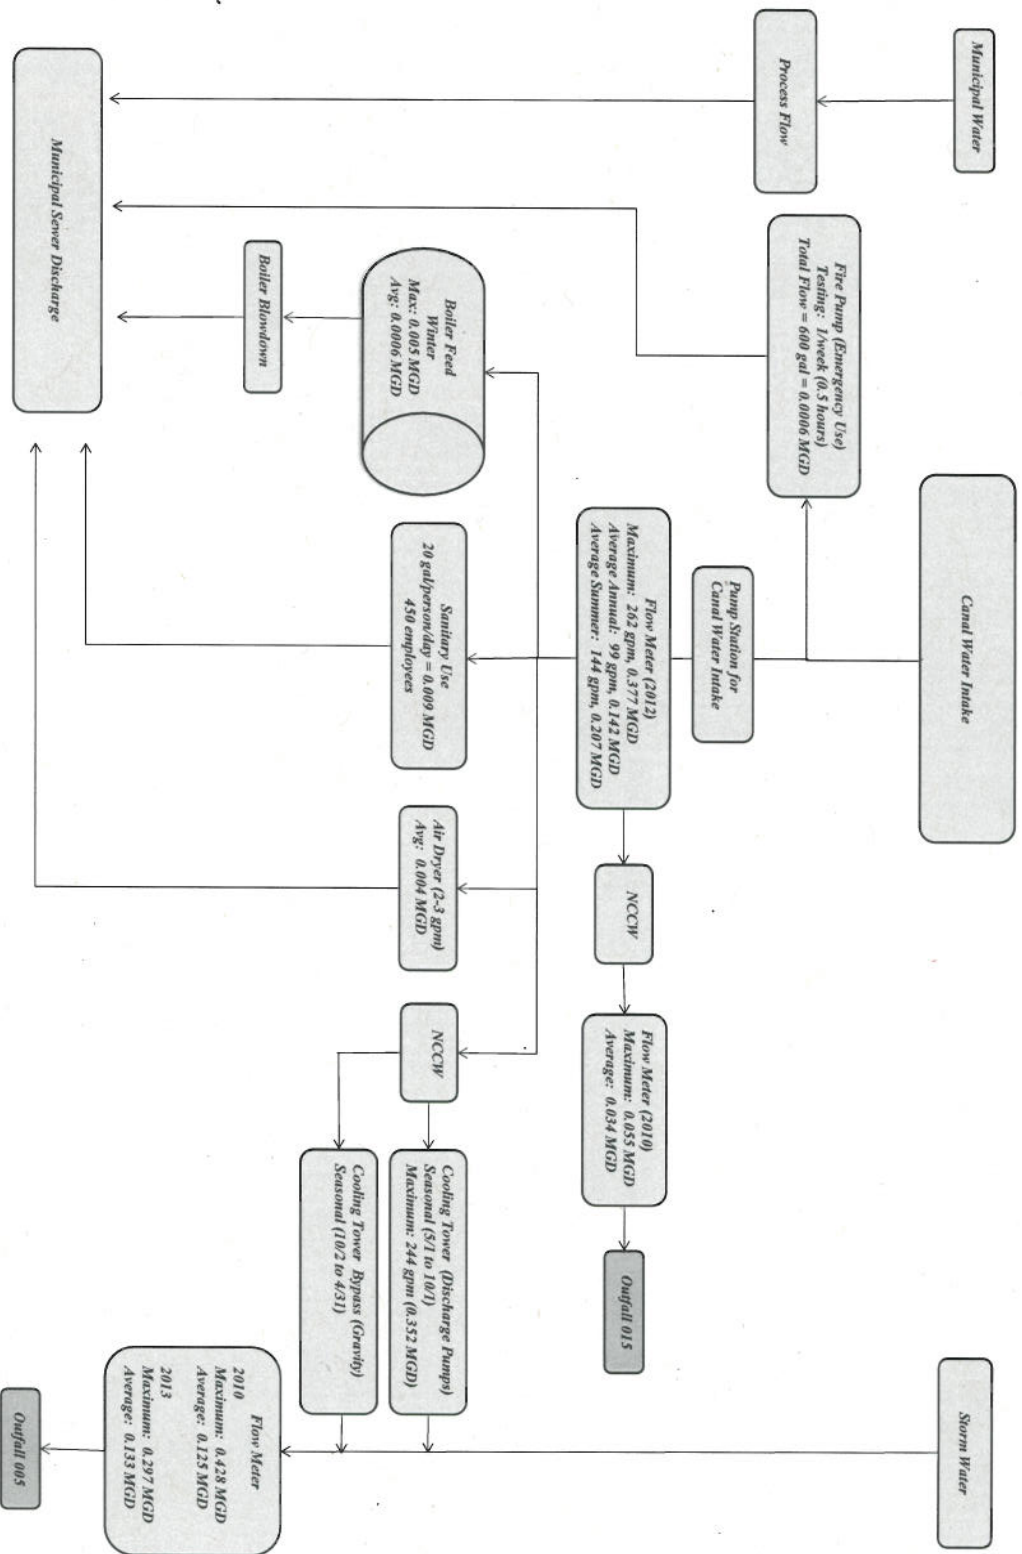 Municipal Water
Canal Water Intake
Storm Water
Process Flow
Fire Pump (Emergency Use)
Testing: 1/week (0.5 hours)
Total Flow = 600 gal = 0.0006 MGD
Pump Station for
Canal Water Intake
Flow Meter (2012)
Maximum: 262 gpm, 0.377 MGD
Average Annual: 99 gpm, 0.142 MGD
Average Summer: 144 gpm, 0.207 MGD
NCCW
Flow Meter (2010)
Maximum: 0.055 MGD
Average: 0.034 MGD
Outfall 015
Boiler Feed
Winter
Max: 0.005 MGD
Avg: 0.0006 MGD
Sanitary Use
20 gal/person/day = 0.009 MGD
450 employees
Air Dryer (2-3 gpm)
Avg: 0.004 MGD
NCCW
Cooling Tower (Discharge Pumps)
Seasonal (5/1 to 10/1)
Maximum: 244 gpm (0.352 MGD)
Cooling Tower Bypass (Gravity)
Seasonal (10/2 to 4/31)
Boiler Blowdown
Flow Meter
2010
Maximum: 0.428 MGD
Average: 0.125 MGD
2013
Maximum: 0.297 MGD
Average: 0.133 MGD
Municipal Sewer Discharge
Outfall 005